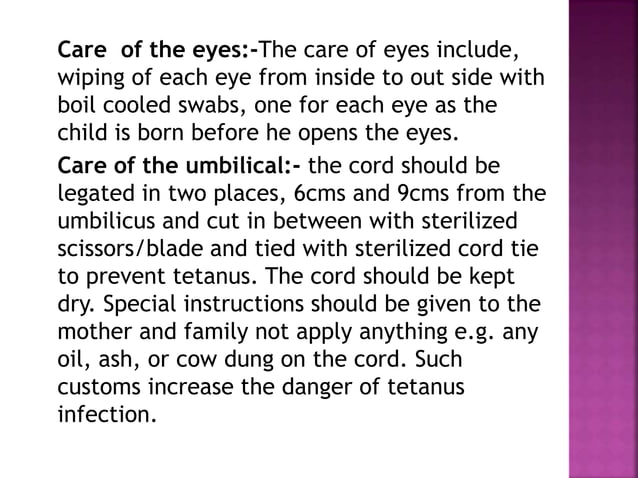 Care of the eyes:-The care of eyes include,
wiping of each eye from inside to out side with
boil cooled swabs, one for each eye as the
child is born before he opens the eyes.
Care of the umbilical:- the cord should be
legated in two places, 6cms and 9cms from the
umbilicus and cut in between with sterilized
scissors/blade and tied with sterilized cord tie
to prevent tetanus. The cord should be kept
dry. Special instructions should be given to the
mother and family not apply anything e.g. any
oil, ash, or cow dung on the cord. Such
customs increase the danger of tetanus
infection.